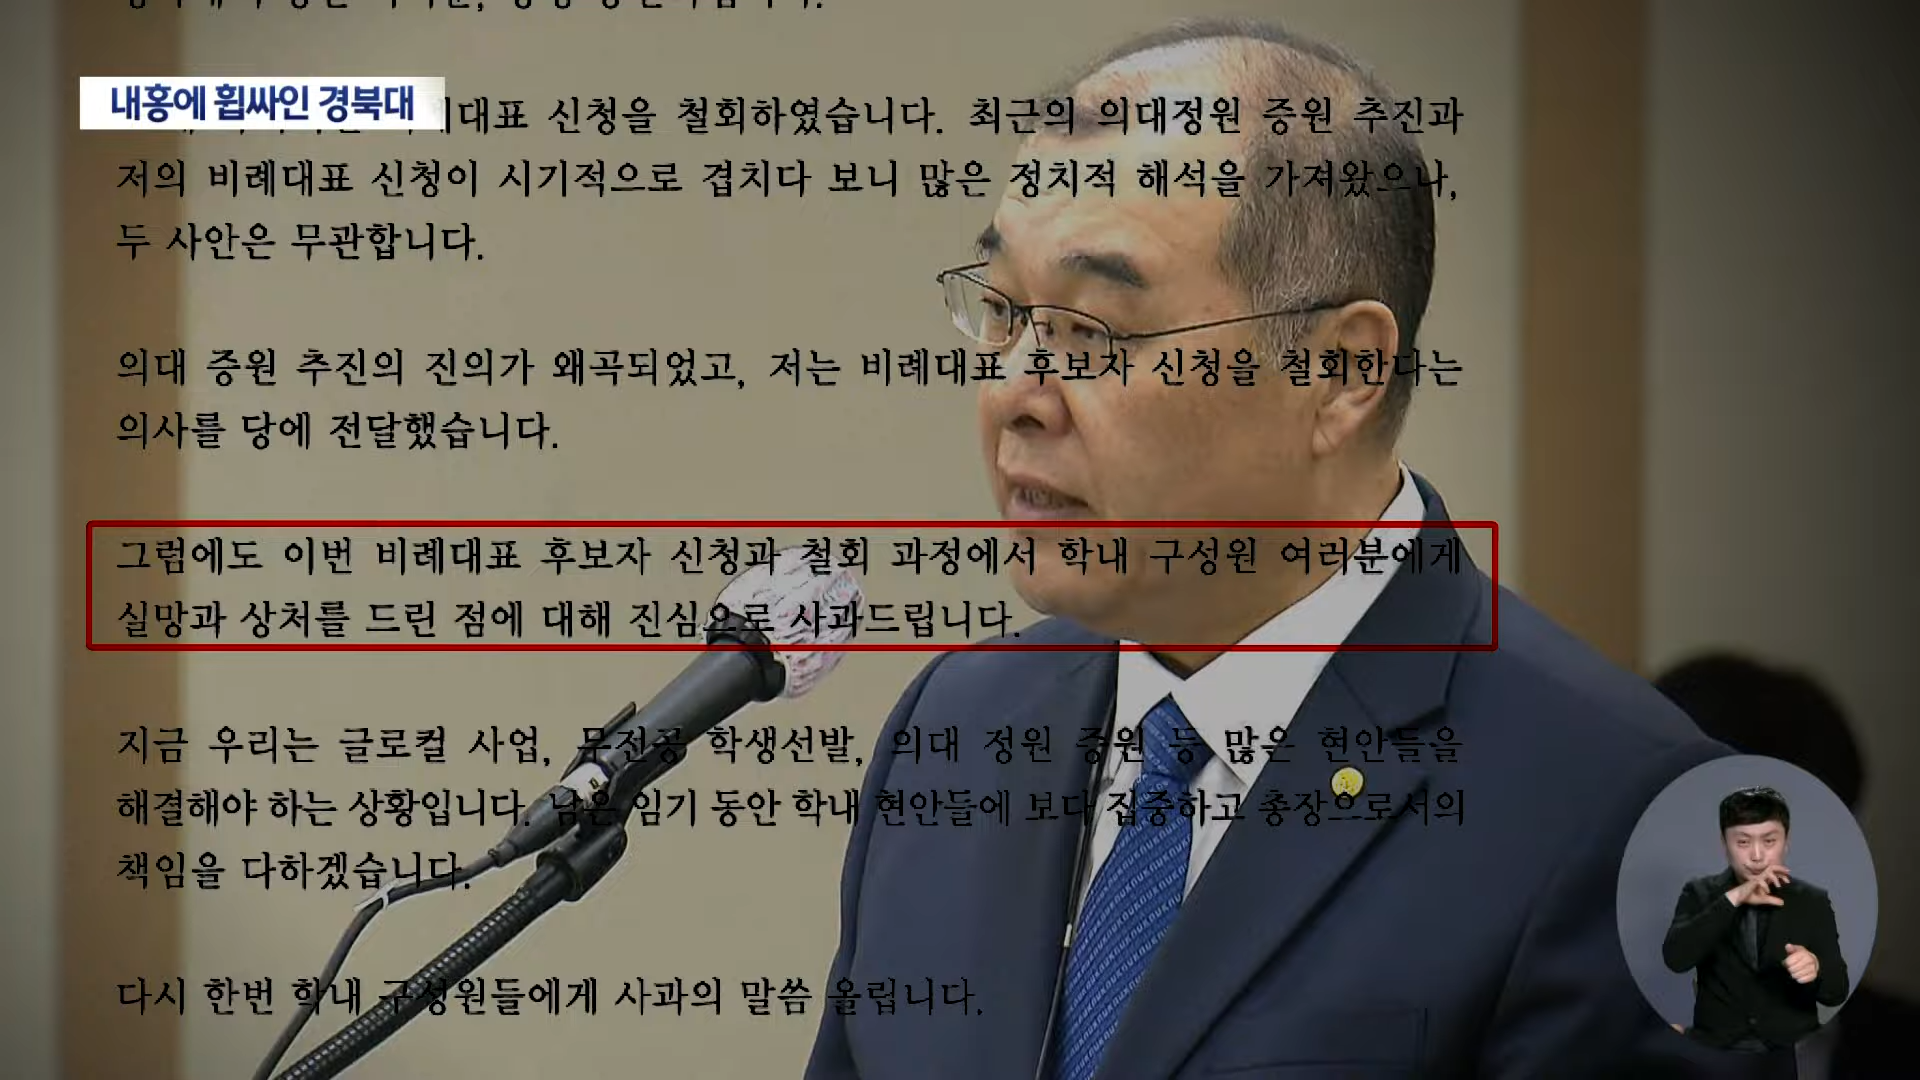 내홍에 휩싸인 경북대
대표 신청을 철회하였습니다. 최근의 의대정원 증원 추진과
저의 비례대표 신청이 시기적으로 겹치다 보니 많은 정치적 해석을 가져왔으나,
두 사안은 무관합니다.
의대 증원 추진의 진의가 왜곡되었고, 저는 비례대표 후보자 신청을 철회한다는
의사를 당에 전달했습니다.
그럼에도 이번 비례대표 후보자 신청과 철회 과정에서 학내 구성원 여러분에게
실망과 상처를 드린 점에 대해 진심으로 사과드립니다.
지금 우리는 글로컬 사업, 무전공 학생선발, 의대 정원 증원 등 많은 현안들을
해결해야 하는 상황입니다. 남은 임기 동안 학내 현안들에 보다 집중하고 총장으로서의
책임을 다하겠습니다.
다시 한번 학내 구성원들에게 사과의 말씀 올립니다.